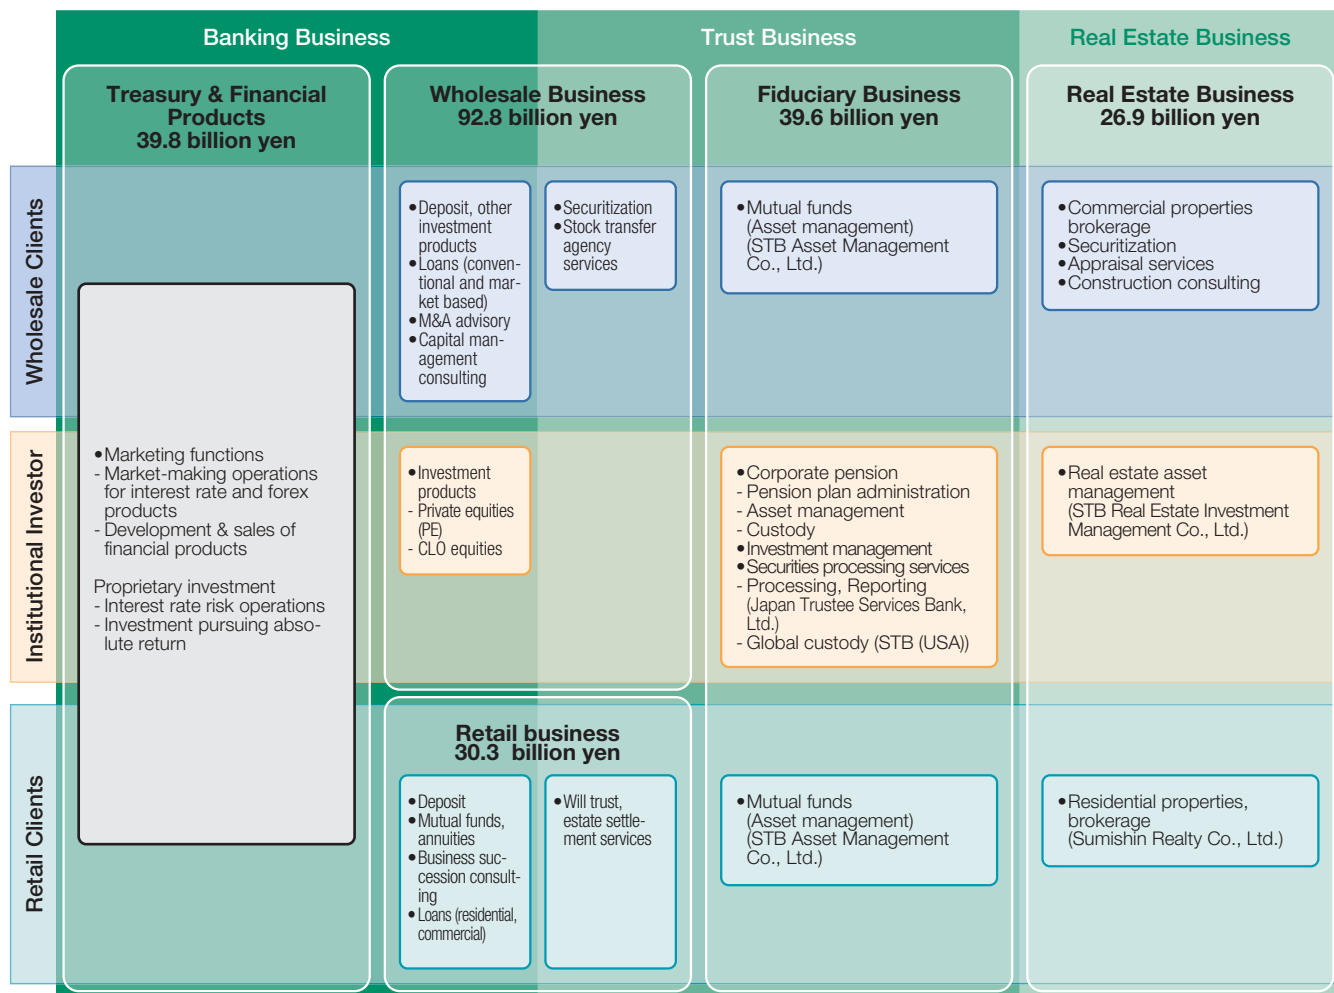 Banking Business
Trust Business
Real Estate Business
Treasury & Financial
Products
39.8 billion yen
Wholesale Business
92.8 billion yen
Fiduciary Business
39.6 billion yen
Real Estate Business
26.9 billion yen
Wholesale Clients
•Deposit, other
investment
products
•Loans (conven-
tional and mar-
ket based)
•M&A advisory
•Capital man-
agement
consulting
•Securitization
•Stock transfer
agency
services
•Mutual funds
(Asset management)
(STB Asset Management
Co., Ltd.)
•Commercial properties
brokerage
•Securitization
•Appraisal services
•Construction consulting
•Marketing functions
- Market-making operations
for interest rate and forex
products
- Development & sales of
financial products
Proprietary investment
- Interest rate risk operations
- Investment pursuing abso-
lute return
Institutional Investor
•Investment
products
- Private equities
(PE)
- CLO equities
•Corporate pension
- Pension plan administration
- Asset management
- Custody
•Investment management
•Securities processing services
- Processing, Reporting
(Japan Trustee Services Bank,
Ltd.)
- Global custody (STB (USA))
•Real estate asset
management
(STB Real Estate Investment
Management Co., Ltd.)
Retail Clients
Retail business
30.3 billion yen
•Deposit
•Mutual funds,
annuities
•Business suc-
cession consult-
ing
•Loans (residential,
commercial)
•Will trust,
estate settle-
ment services
•Mutual funds
(Asset management)
(STB Asset Management
Co., Ltd.)
•Residential properties,
brokerage
(Sumishin Realty Co., Ltd.)